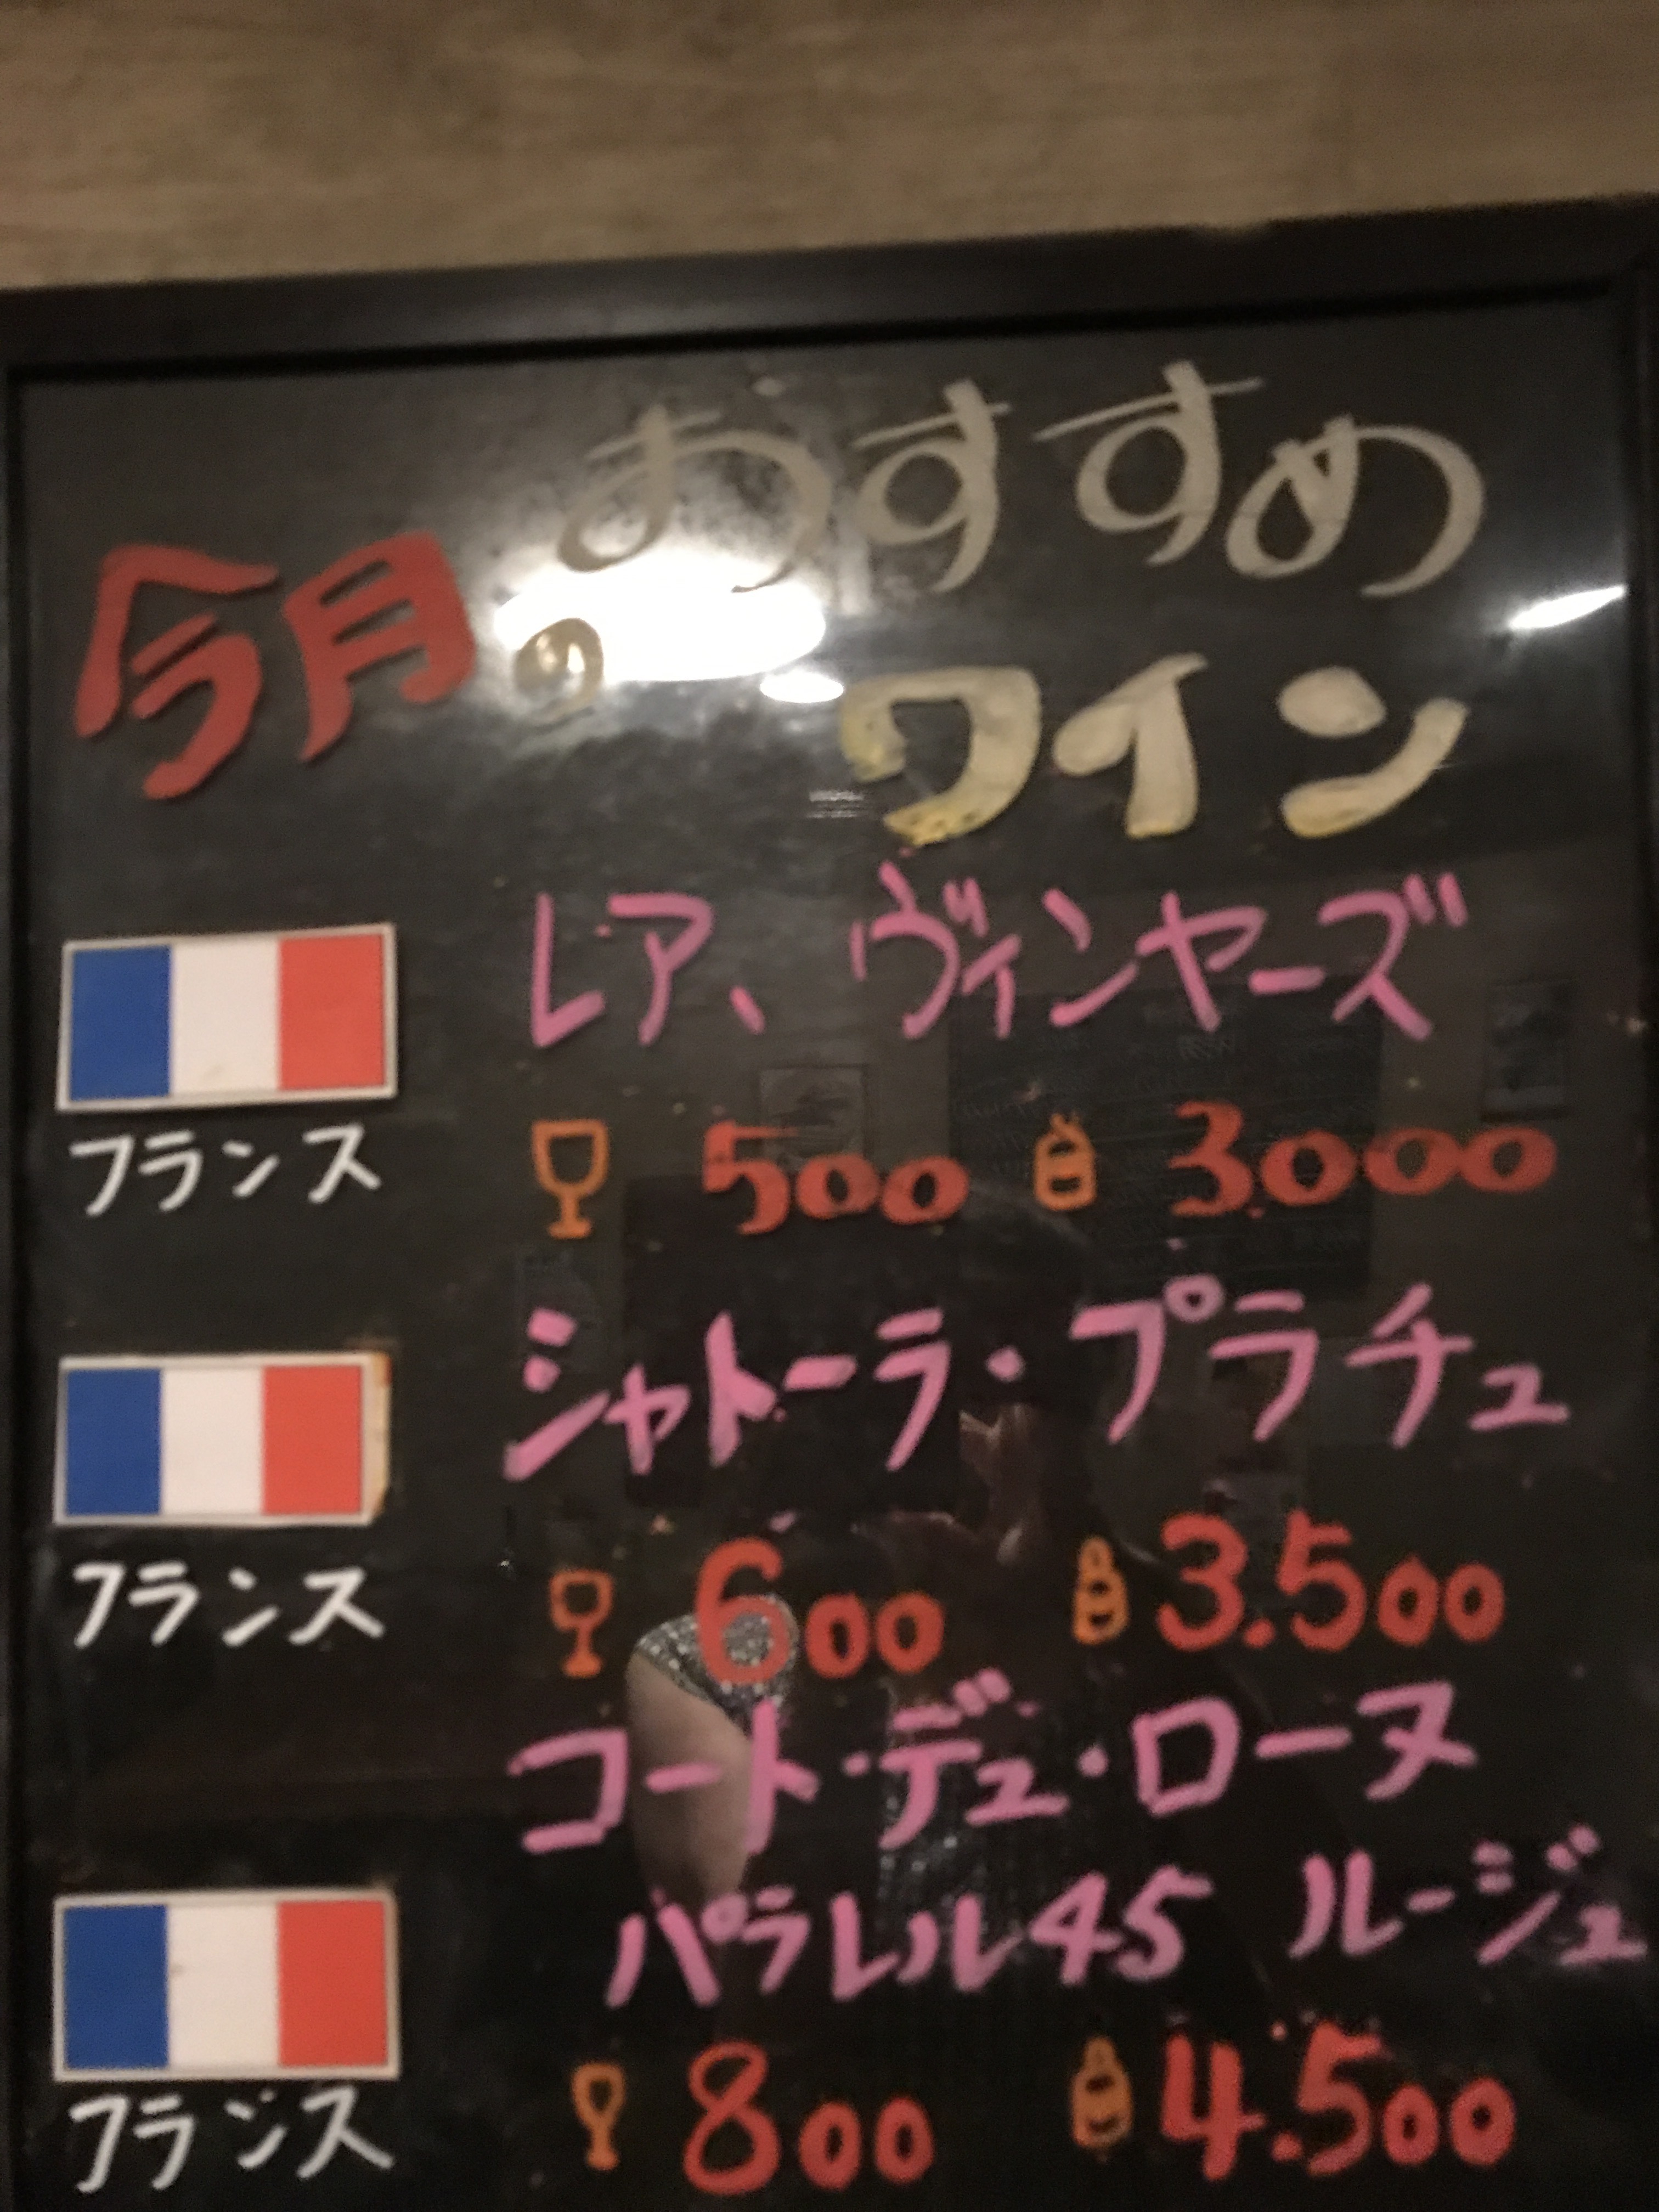 今月の おすすめ
ワイン
レア、ヴィンヤーズ
フランス 500 3.000
シャトーラ・プラチュ
フランス 600 3.500
コート・デュ・ローヌ
パラレル45 ルージュ
フランス 800 4.500